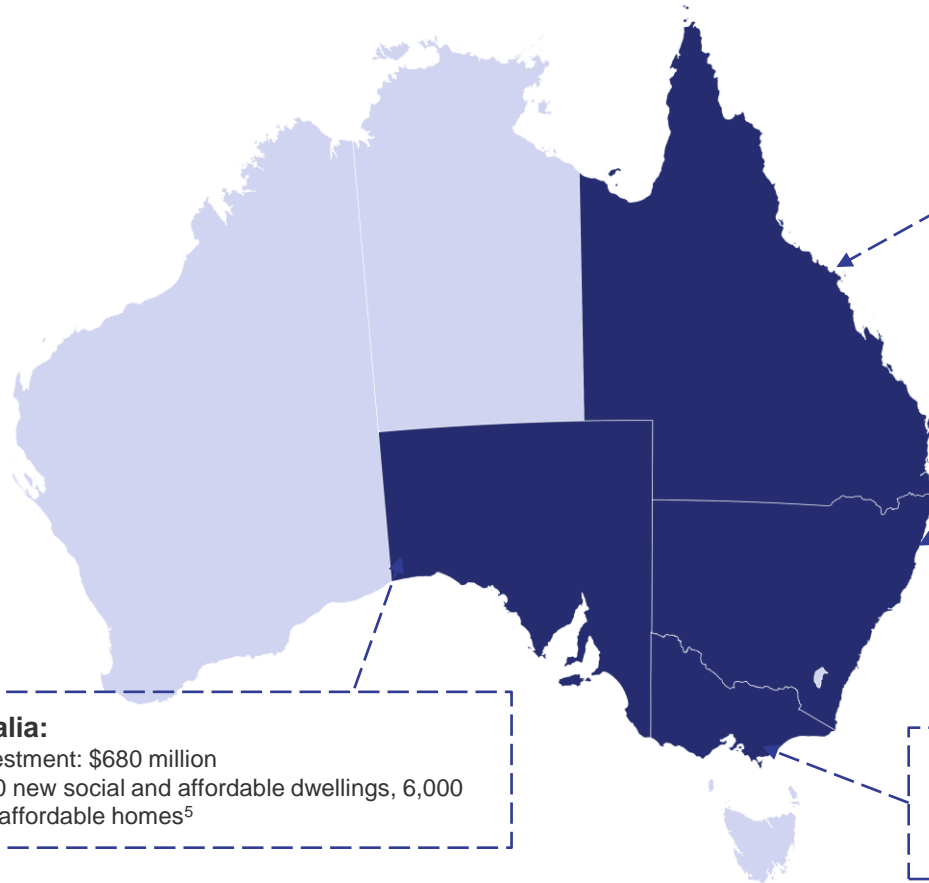 alia:
estment: $680 million
0 new social and affordable dwellings, 6,000
affordable homes⁵